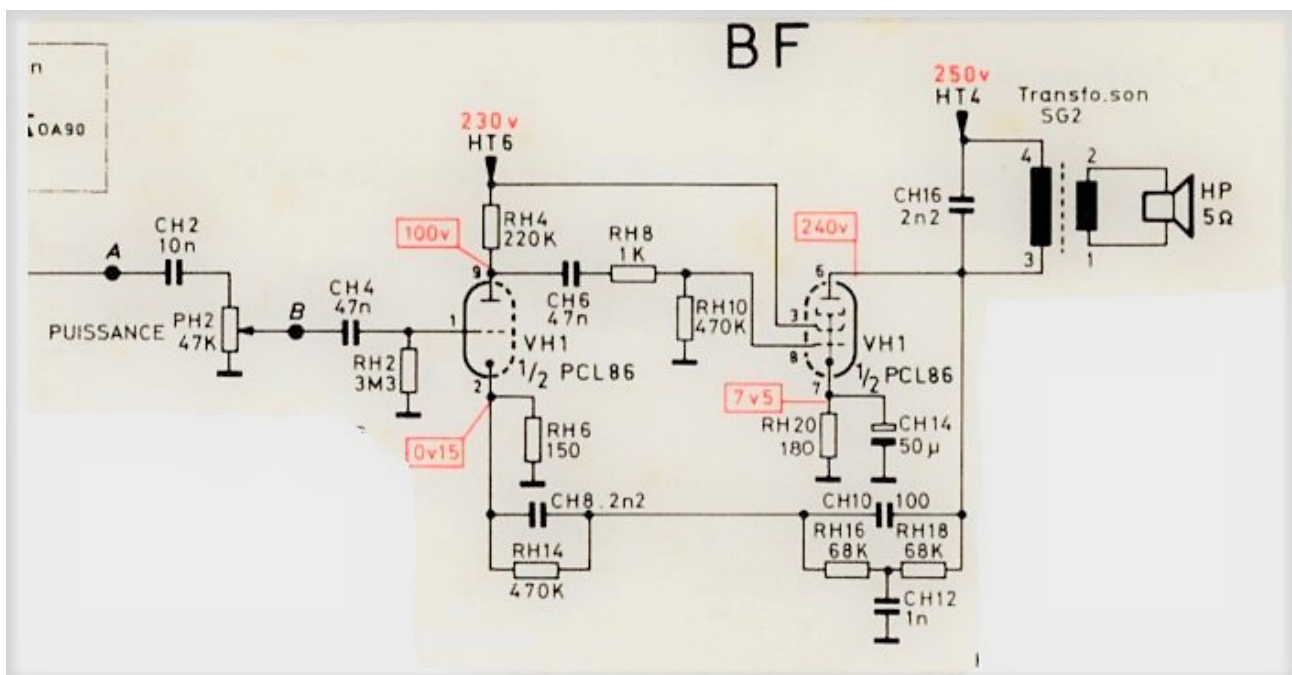 BF
n
OA90
230v
HT6
250v
HT4
Transfo.son
SG2
4
2
3
1
CH16
2n2
HP
5Ω
100v
RH4
220K
RH8
1K
240v
CH2
10n
A
9
CH6
47n
RH10
470K
6
3
8
7
PUISSANCE
PH2
47K
B
CH4
47n
1
2
VH1
1/2 PCL86
VH1
1/2 PCL86
RH2
3M3
7v5
RH20
180
CH14
50µ
0v15
RH6
150
CH8.2n2
RH14
470K
CH10 100
RH16
68K
RH18
68K
CH12
1n